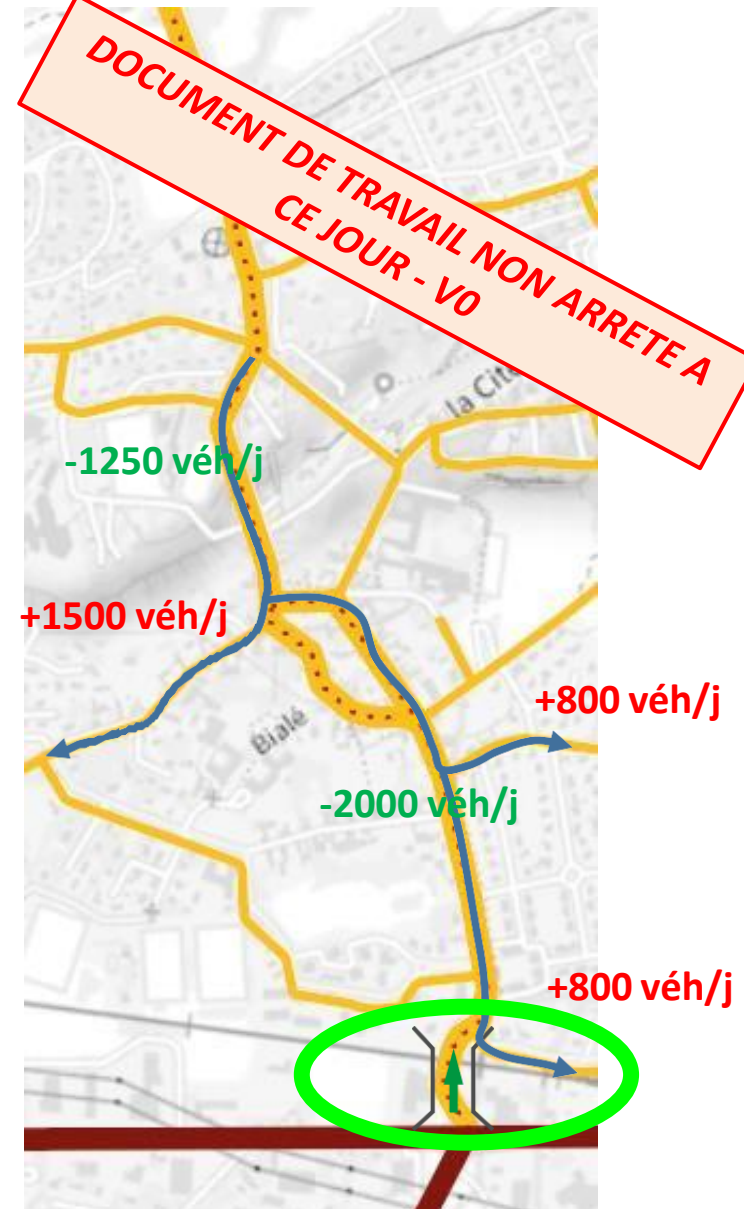 DOCUMENT DE TRAVAIL NON ARRETE A
CE JOUR - V0
la Cité
-1250 véh/j
+1500 véh/j
+800 véh/j
Bialé
-2000 véh/j
+800 véh/j